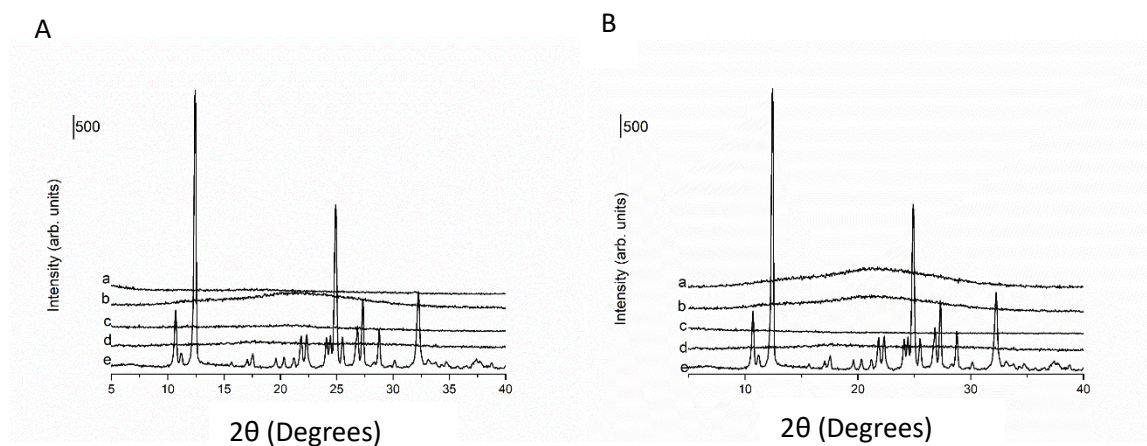 A
500
Intensity (arb. units)
a
b
c
d
e
5 10 15 20 25 30 35 40
2θ (Degrees)
B
500
Intensity (arb. units)
a
b
c
d
e
10 20 30 40
2θ (Degrees)